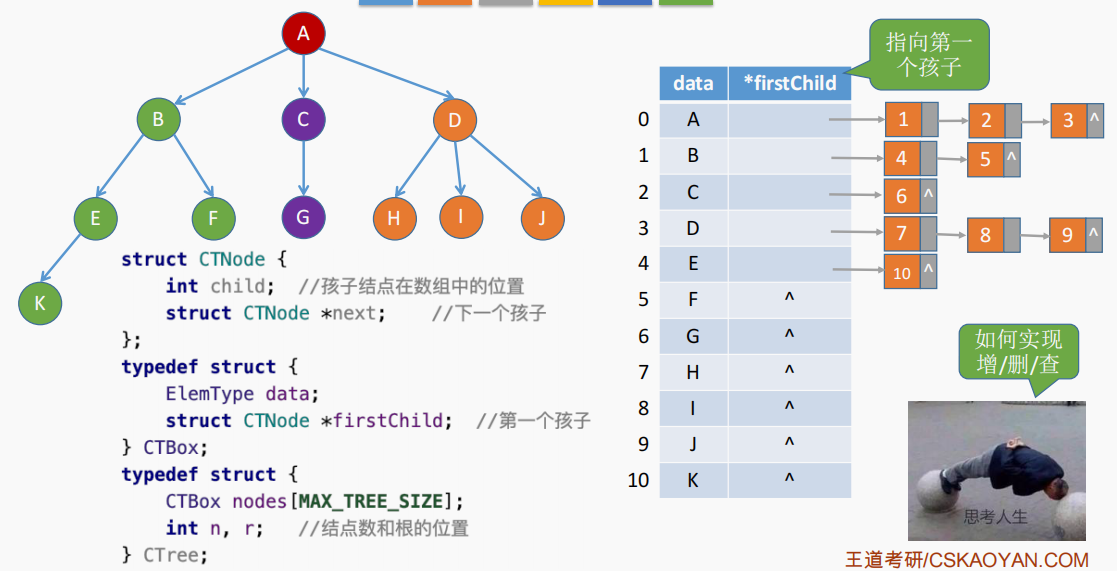 A
B
C
D
E
F
G
H
I
J
K
struct CTNode {
int child; //孩子结点在数组中的位置
struct CTNode *next; //下一个孩子
};
typedef struct {
ElemType data;
struct CTNode *firstChild; //第一个孩子
} CTBox;
typedef struct {
CTBox nodes[MAX_TREE_SIZE];
int n, r; //结点数和根的位置
} CTree;
指向第一
个孩子
data *firstChild
0 A 1 2 3 ^
1 B 4 5 ^
2 C 6 ^
3 D 7 8 9 ^
4 E 10 ^
5 F ^
6 G ^
7 H ^
8 I ^
9 J ^
10 K ^
如何实现
增/删/查
思考人生
王道考研/CSKAOYAN.COM